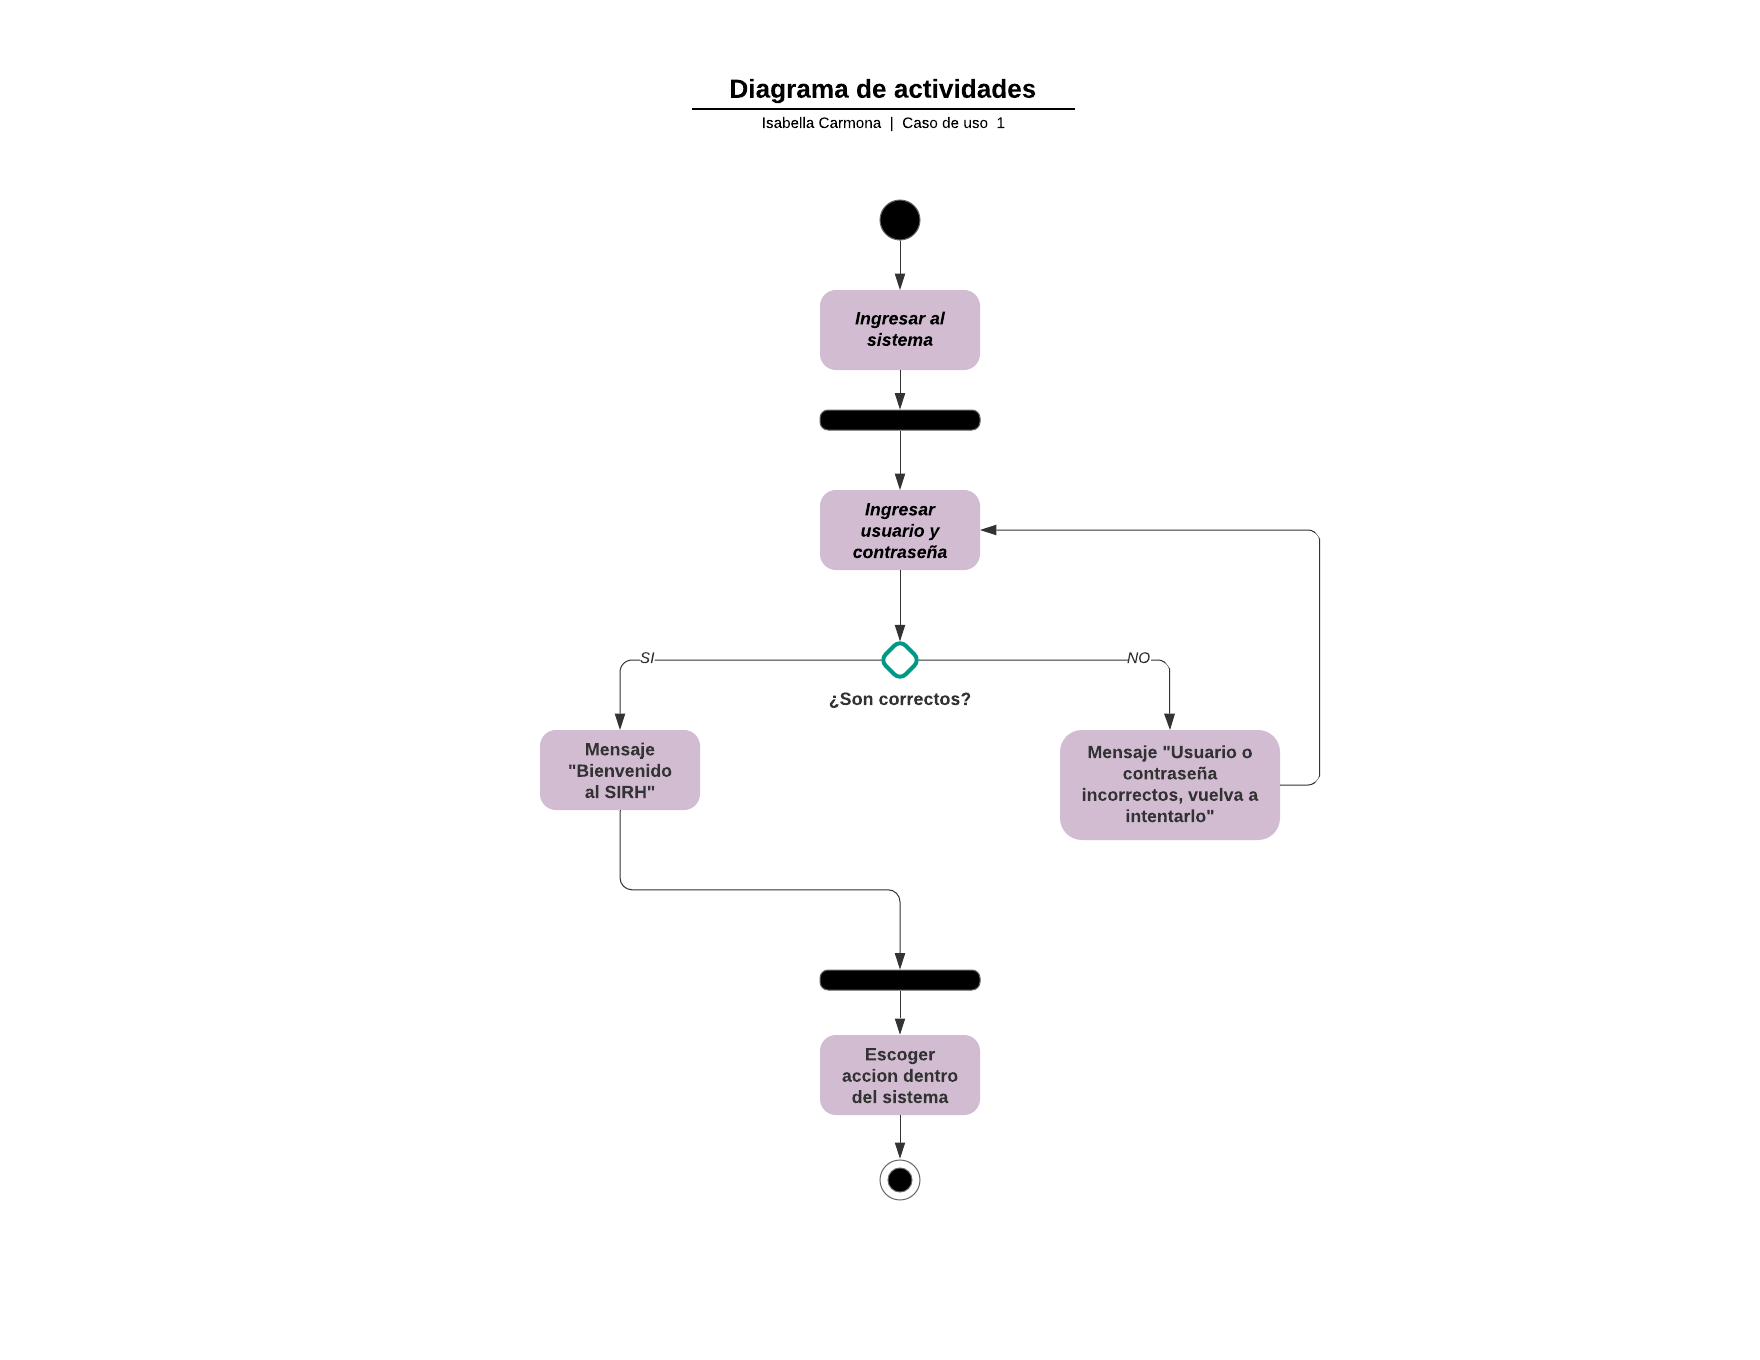 Diagrama de actividades
Isabella Carmona | Caso de uso 1
Ingresar al
sistema
Ingresar
usuario y
contraseña
SI
NO
¿Son correctos?
Mensaje
"Bienvenido
al SIRH"
Mensaje "Usuario o
contraseña
incorrectos, vuelva a
intentarlo"
Escoger
accion dentro
del sistema